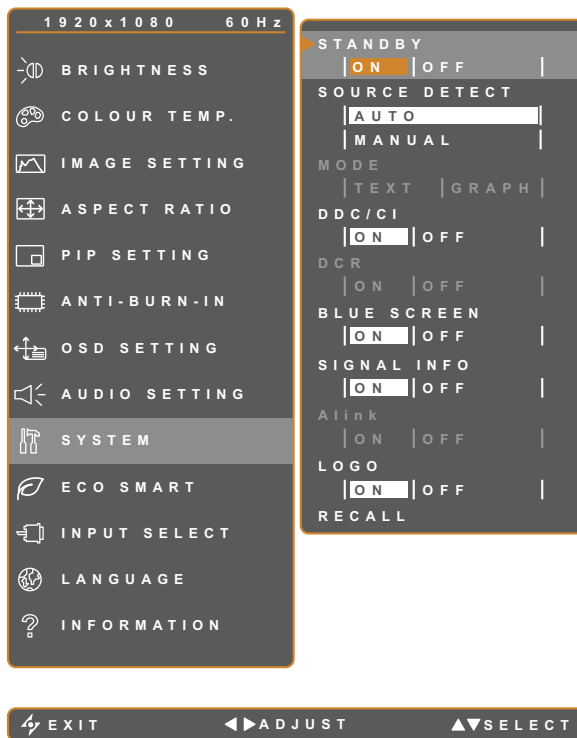 1920x1080 60Hz
BRIGHTNESS
COLOUR TEMP.
IMAGE SETTING
ASPECT RATIO
PIP SETTING
ANTI-BURN-IN
OSD SETTING
AUDIO SETTING
SYSTEM
ECO SMART
INPUT SELECT
LANGUAGE
INFORMATION
STANDBY
ON OFF
SOURCE DETECT
AUTO
MANUAL
MODE
TEXT GRAPH
DDC/CI
ON OFF
DCR
ON OFF
BLUE SCREEN
ON OFF
SIGNAL INFO
ON OFF
Alink
ON OFF
LOGO
ON OFF
RECALL
EXIT ADJUST SELECT